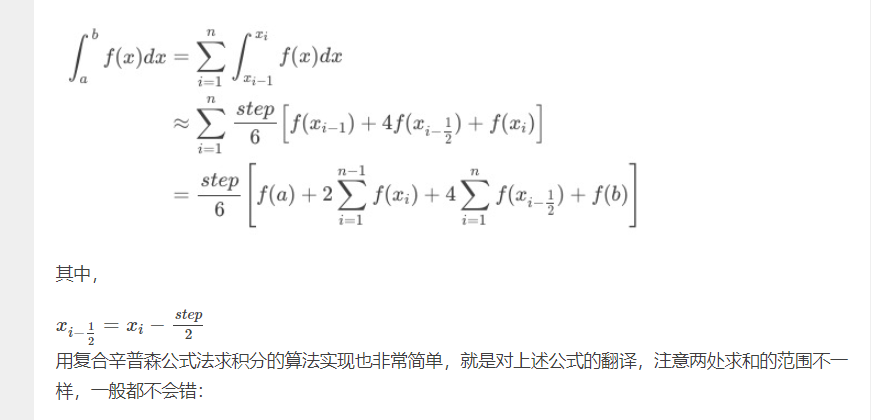 $\int_a^b f(x)dx = \sum_{i=1}^{n} \int_{x_{i-1}}^{x_i} f(x)dx$
$\approx \sum_{i=1}^{n} \frac{step}{6} \left[ f(x_{i-1}) + 4f(x_{i-\frac{1}{2}}) + f(x_i) \right]$
$= \frac{step}{6} \left[ f(a) + 2\sum_{i=1}^{n-1} f(x_i) + 4\sum_{i=1}^{n} f(x_{i-\frac{1}{2}}) + f(b) \right]$
其中，
$x_{i-\frac{1}{2}} = x_i - \frac{step}{2}$
用复合辛普森公式法求积分的算法实现也非常简单，就是对上述公式的翻译，注意两处求和的范围不一
样，一般都不会错：